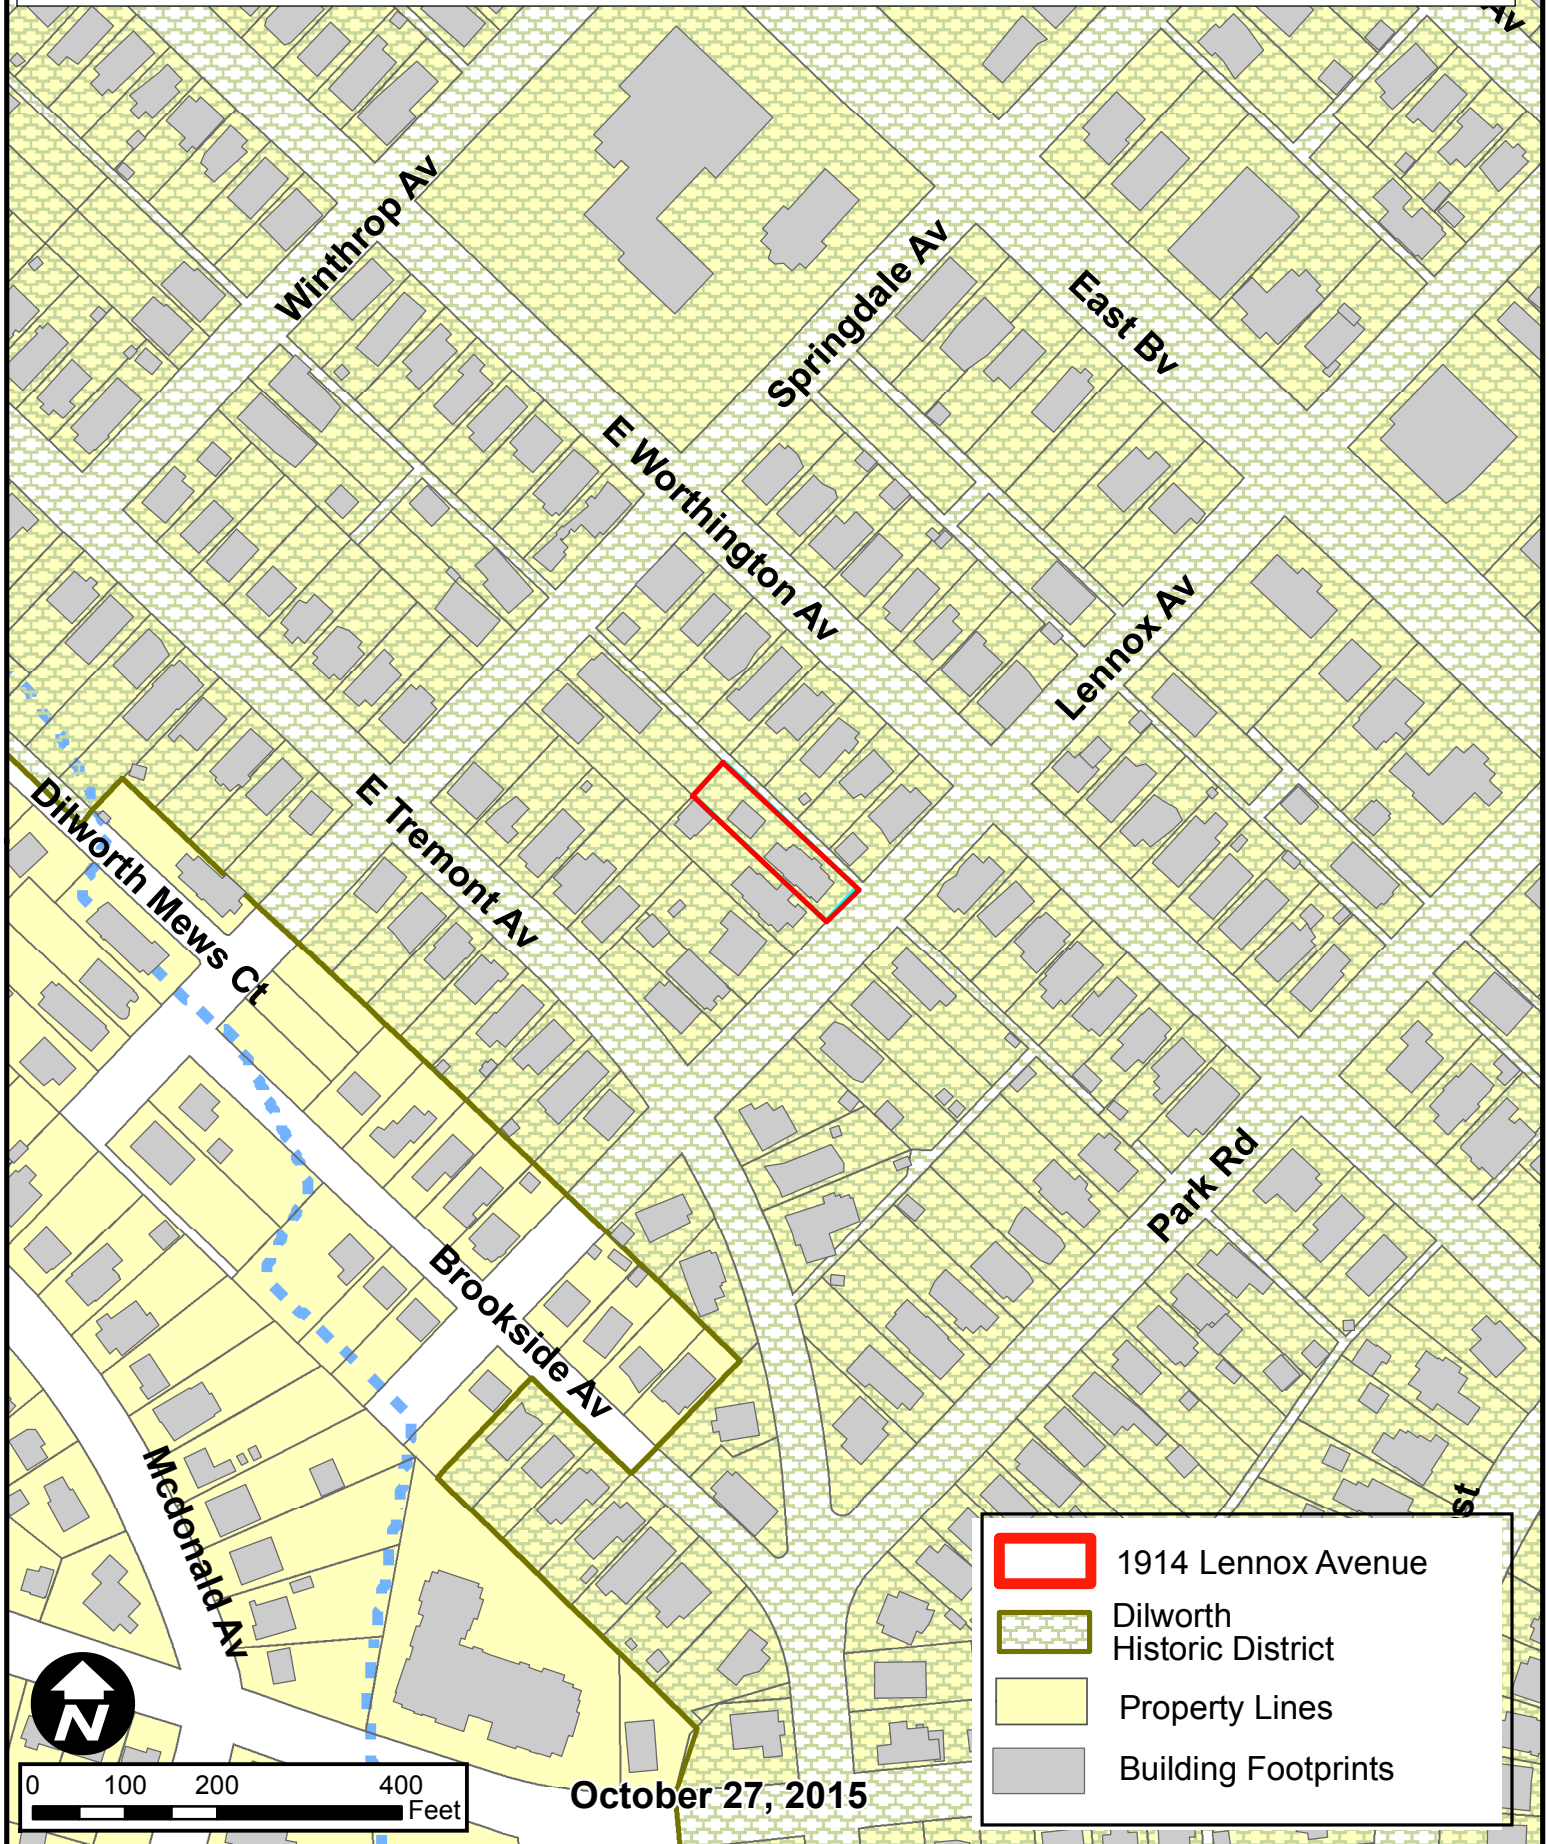 Av
Winthrop Av
Springdale Av
East Bv
E Worthington Av
Lennox Av
E Tremont Av
Dilworth Mews Ct
Park Rd
Brookside Av
Mcdonald Av
st
1914 Lennox Avenue
Dilworth
Historic District
Property Lines
Building Footprints
N
0 100 200 400
Feet
October 27, 2015